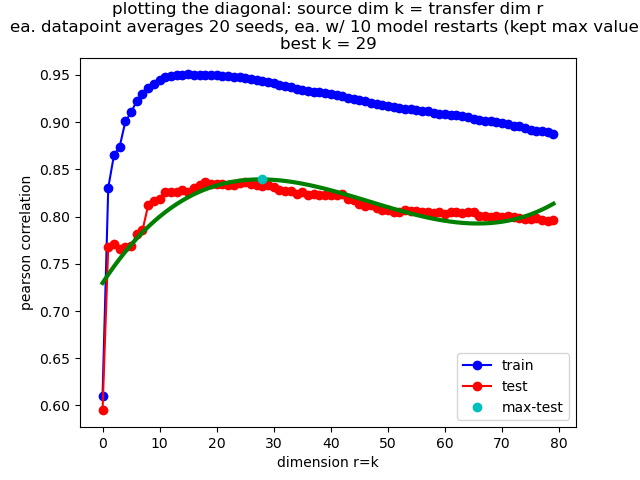 plotting the diagonal: source dim k = transfer dim r
ea. datapoint averages 20 seeds, ea. w/ 10 model restarts (kept max value
best k = 29
0.95
0.90
0.85
0.80
0.75
0.70
0.65
0.60
pearson correlation
train
test
max-test
0 10 20 30 40 50 60 70 80
dimension r=k